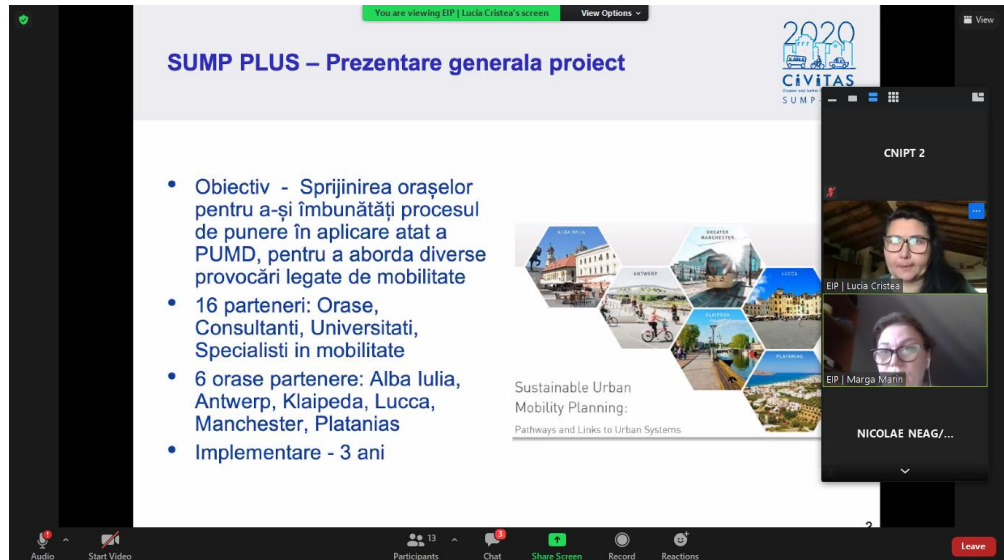 You are viewing EIP | Lucia Cristea's screen
View Options
View
SUMP PLUS – Prezentare generala proiect
2020
CiViTAS
SUMP
• Obiectiv - Sprijinirea orașelor
pentru a-și îmbunătăți procesul
de punere în aplicare atat a
PUMD, pentru a aborda diverse
provocări legate de mobilitate
• 16 parteneri: Orase,
Consultanti, Universitati,
Specialisti in mobilitate
• 6 orase partenere: Alba Iulia,
Antwerp, Klaipeda, Lucca,
Manchester, Platanias
• Implementare - 3 ani
ALBA IULIA
GREATER
MANCHESTER
ANTWERP
LUCCA
KLAIPEDA
PLATANIAS
Sustainable Urban
Mobility Planning:
Pathways and Links to Urban Systems
2
CNIPT 2
EIP | Lucia Cristea
EIP | Marga Marin
NICOLAE NEAG/...
Audio
Start Video
13
Participants
3
Chat
Share Screen
Record
Reactions
Leave